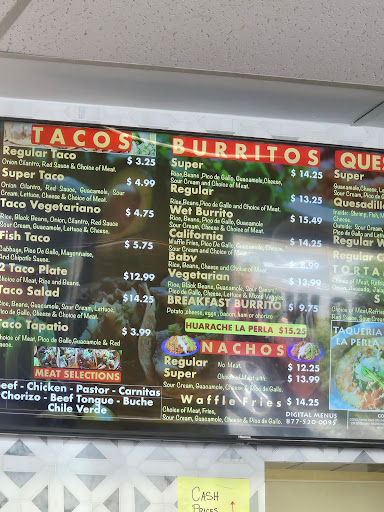 TACOS
Regular Taco $ 3.25
Onion Cilantro, Red Sauce & Choice of Meat.
Super Taco $ 4.99
Onion Cilantro, Red Sauce, Guacamole, Sour
Cream, Lettuce, Cheese & Choice of Meat.
Taco Vegetariano $ 4.75
Rice, Black Beans, Onion, Cilantro, Red Sauce
Sour Cream, Guacamole, Lettuce & Cheese.
Fish Taco $ 5.75
Cabbage, Pico De Gallo, Mayonnaise,
And Chipotle Sauce.
2 Taco Plate $12.99
Choice of Meat, Rice and Beans.
Taco Salad $14.25
Rice, Beans, Guacamole, Sour Cream, Lettuce,
Cheese & Choice of Meat.
Taco Tapatio $ 3.99
Choice of Meat, Pico de Gallo, Guacamole & Red
Sauce.
MEAT SELECTIONS
Beef - Chicken - Pastor - Carnitas
Chorizo - Beef Tongue - Buche
Chile Verde
BURRITOS
Super $ 14.25
Rice, Beans, Pico de Gallo, Guacamole, Cheese,
Sour Cream and Choice of Meat.
Regular $ 13.25
Rice, Beans, Pico de Gallo and Choice of Meat.
Wet Burrito $ 15.49
Rice, Beans, Pico de Gallo, Guacamole
Sour Cream, Cheese & Choice of Meat.
California $ 14.25
Waffle Fries, Pico De Gallo, Guacamole
Sour Cream and Choice of Meat.
Baby
Rice, Beans, Cheese and Choice of Meat
Vegetarian $ 13.99
Rice, Black Beans, Guacamole, Sour Cream,
Pico de Gallo, Cheese, Lettuce & Mixed
BREAKFAST BURRITO $ 9.75
Potato, cheese, eggs, bacon, ham or chorizo
HUARACHE LA PERLA $15.25
NACHOS
Regular No Meat. $ 12.25
Super Cheese, Meat with $ 13.99
Sour Cream, Guacamole, Cheese & Pico de Gallo.
Waffle Fries $ 14.25
Choice of Meat, Fries,
Sour Cream, Guacamole, Cheese & Pico de Gallo.
DIGITAL MENUS
877-520-0095
QUES
Super
Quesadill
Regular
TAQUERIA
LA PERLA
CASH
PRICES